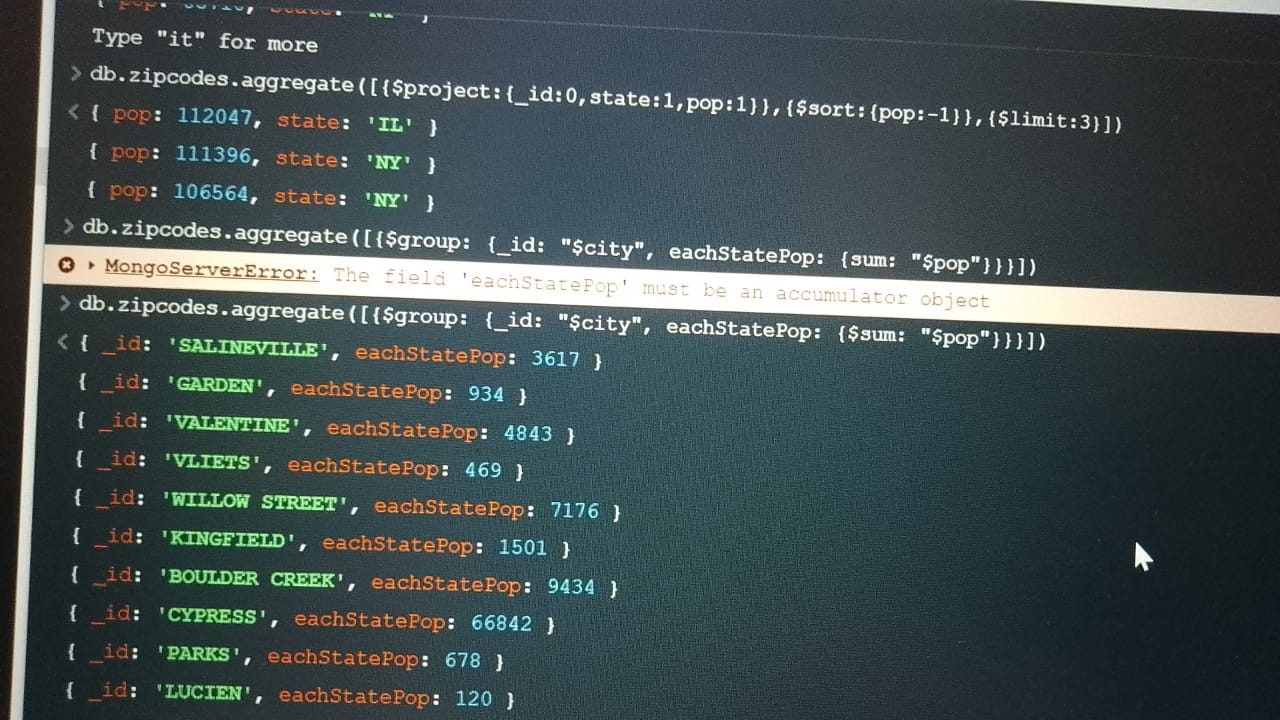 Type "it" for more
> db.zipcodes.aggregate([{$project:{_id:0,state:1,pop:1}},{$sort:{pop:-1}},{$limit:3}])
< { pop: 112047, state: 'IL' }
{ pop: 111396, state: 'NY' }
{ pop: 106564, state: 'NY' }
> db.zipcodes.aggregate([{$group: {_id: "$city", eachStatePop: {sum: "$pop"}}}])
MongoServerError: The field 'eachStatePop' must be an accumulator object
> db.zipcodes.aggregate([{$group: {_id: "$city", eachStatePop: {$sum: "$pop"}}}])
< { _id: 'SALINEVILLE', eachStatePop: 3617 }
{ _id: 'GARDEN', eachStatePop: 934 }
{ _id: 'VALENTINE', eachStatePop: 4843 }
{ _id: 'VLIETS', eachStatePop: 469 }
{ _id: 'WILLOW STREET', eachStatePop: 7176 }
{ _id: 'KINGFIELD', eachStatePop: 1501 }
{ _id: 'BOULDER CREEK', eachStatePop: 9434 }
{ _id: 'CYPRESS', eachStatePop: 66842 }
{ _id: 'PARKS', eachStatePop: 678 }
{ _id: 'LUCIEN', eachStatePop: 120 }